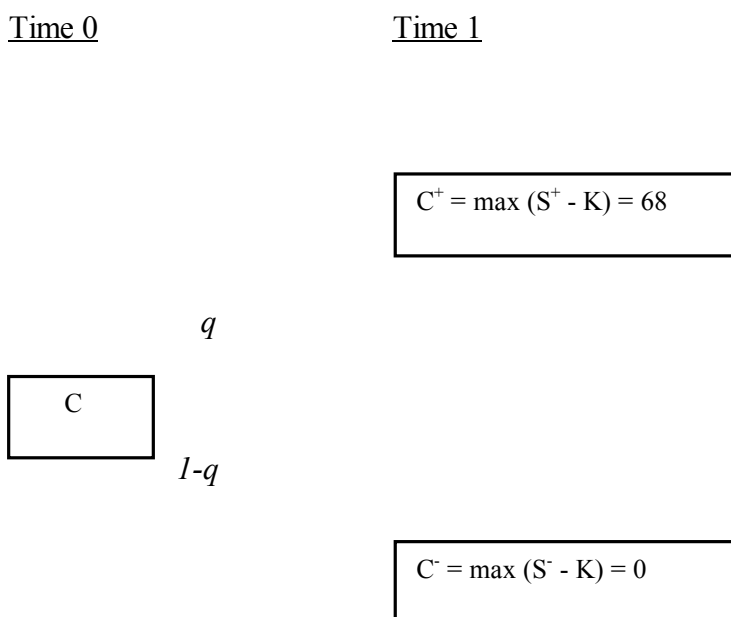 Time 0 Time 1
C⁺ = max (S⁺ - K) = 68
q
C
1-q
C⁻ = max (S⁻ - K) = 0